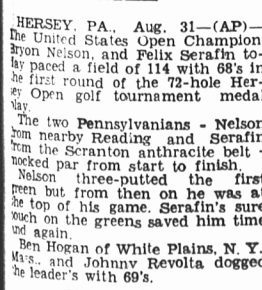 HERSEY. PA., Aug. 31—(AP)—
The United States Open Champion
Bryon Nelson, and Felix Serafin to-
day paced a field of 114 with 68's in
the first round of the 72-hole Her-
sey Open golf tournament medal
play.
The two Pennsylvanians - Nelson
from nearby Reading and Serafin
from the Scranton anthracite belt -
mocked par from start to finish.
Nelson three-putted the first
green but from then on he was at
the top of his game. Serafin's sure
touch on the greens saved him time
and again.
Ben Hogan of White Plains, N. Y.
Mass., and Johnny Revolta dogged
the leader's with 69's.